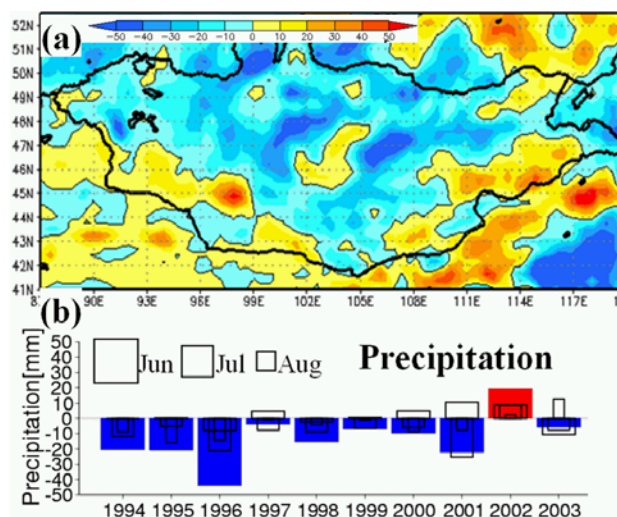 (a)
-50 -40 -30 -20 -10 0 10 20 30 40 50
52N
51N
50N
49N
48N
47N
46N
45N
44N
43N
42N
41N
90E 93E 96E 99E 102E 105E 108E 111E 114E 117E
(b)
Precipitation[mm]
50
40
30
20
10
0
-10
-20
-30
-40
-50
Jun Jul Aug Precipitation
1994 1995 1996 1997 1998 1999 2000 2001 2002 2003